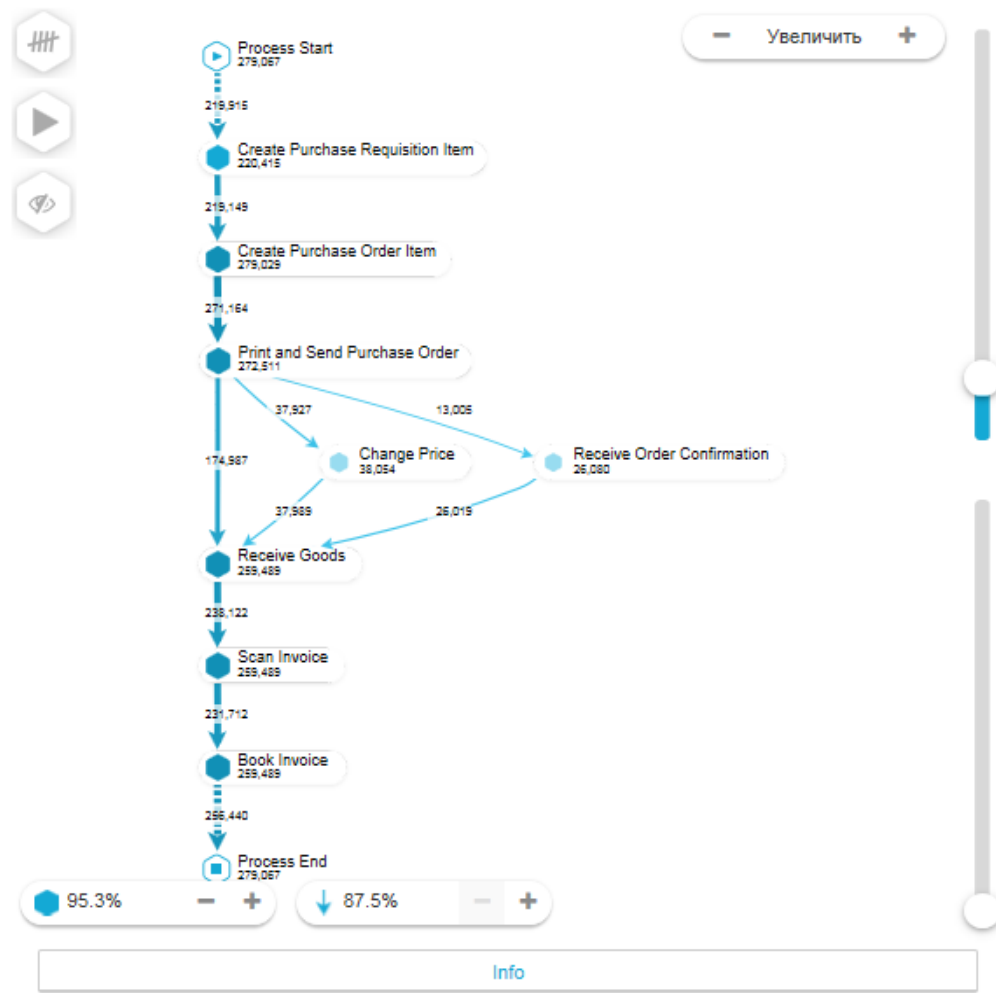 Process Start
279,067
Увеличить
219,915
Create Purchase Requisition Item
220,415
219,149
Create Purchase Order Item
279,029
271,164
Print and Send Purchase Order
272,511
37,927
13,005
174,987
Change Price
38,054
Receive Order Confirmation
26,080
37,989
26,019
Receive Goods
259,489
238,122
Scan Invoice
259,489
231,712
Book Invoice
259,489
256,440
Process End
279,067
95.3%
87.5%
Info